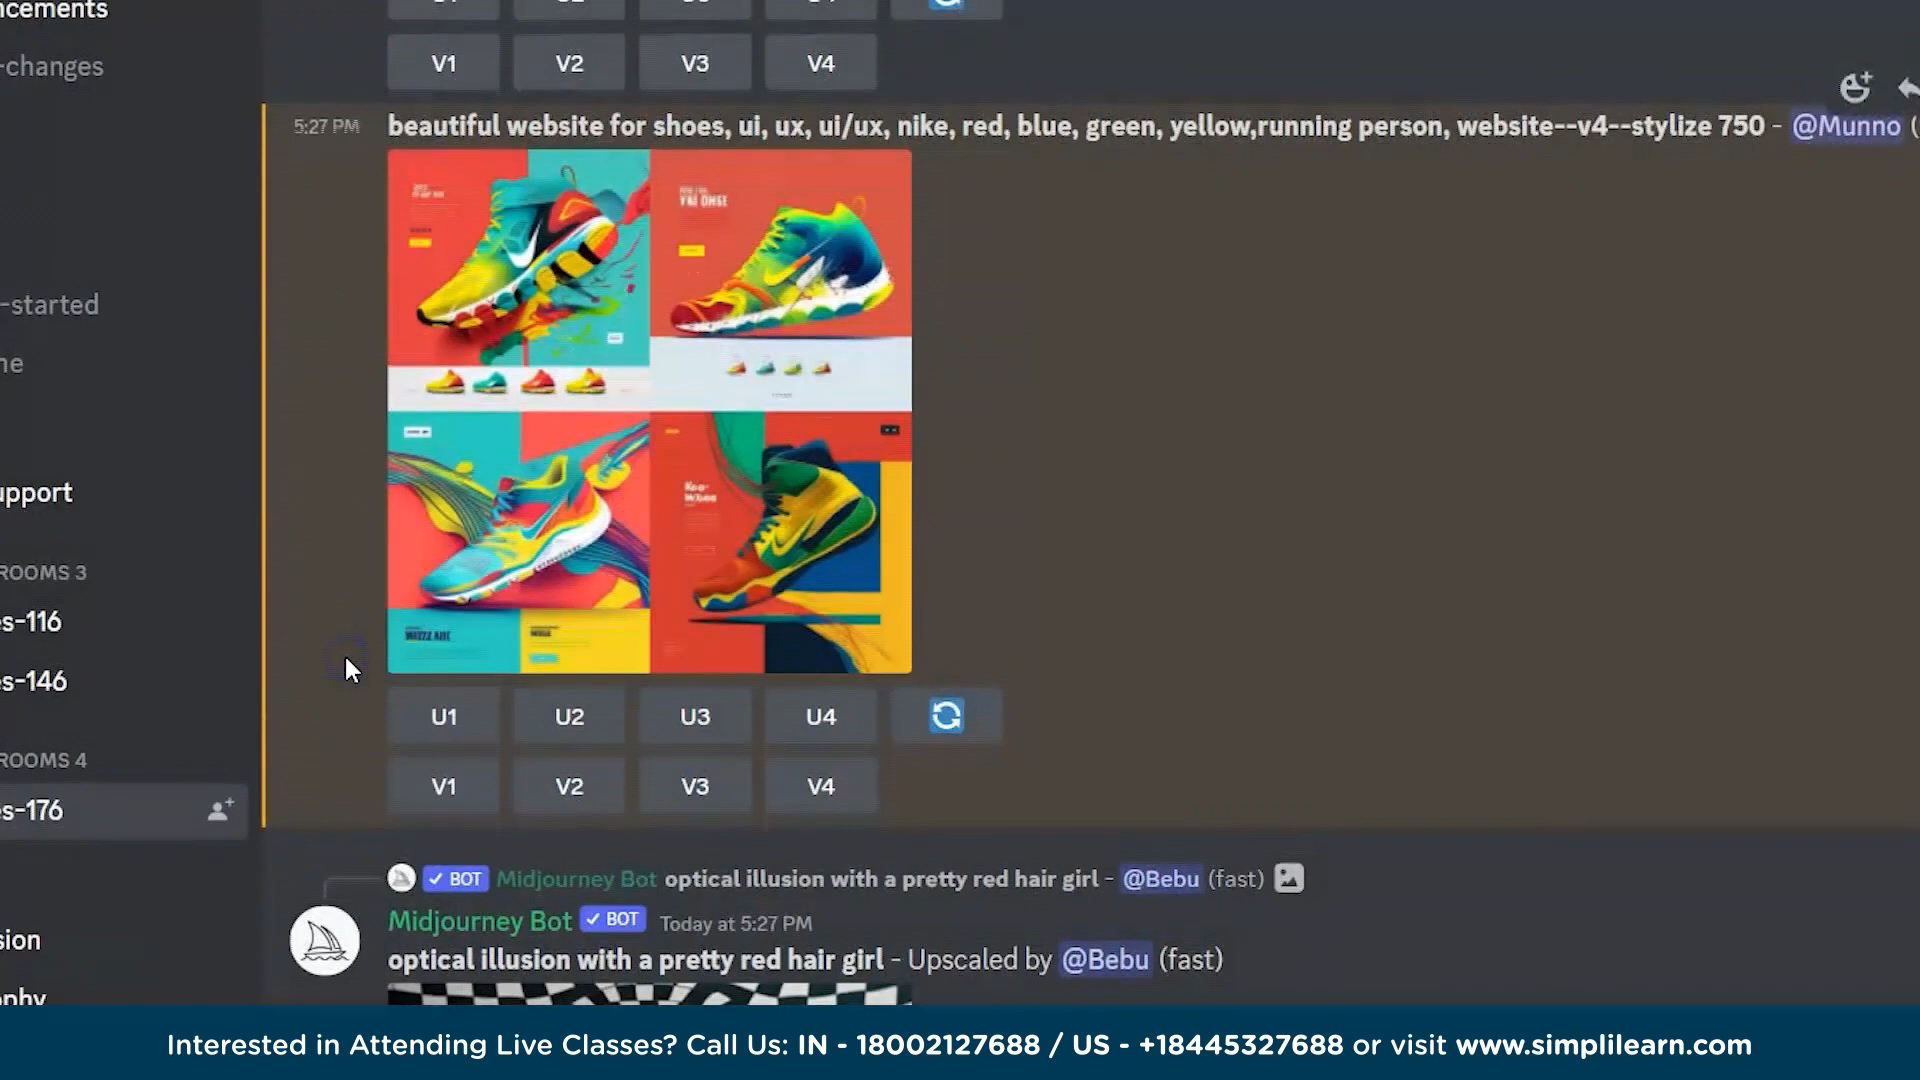 ncements
-changes
V1 V2 V3 V4
5:27 PM beautiful website for shoes, ui, ux, ui/ux, nike, red, blue, green, yellow,running person, website--v4--stylize 750 - @Munno (
-started
ne
upport
ROOMS 3
s-116
s-146
ROOMS 4
s-176
sion
ophy
U1 U2 U3 U4
V1 V2 V3 V4
BOT Midjourney Bot optical illusion with a pretty red hair girl - @Bebu (fast)
Midjourney Bot BOT Today at 5:27 PM
optical illusion with a pretty red hair girl - Upscaled by @Bebu (fast)
Interested in Attending Live Classes? Call Us: IN - 18002127688 / US - +18445327688 or visit www.simplilearn.com